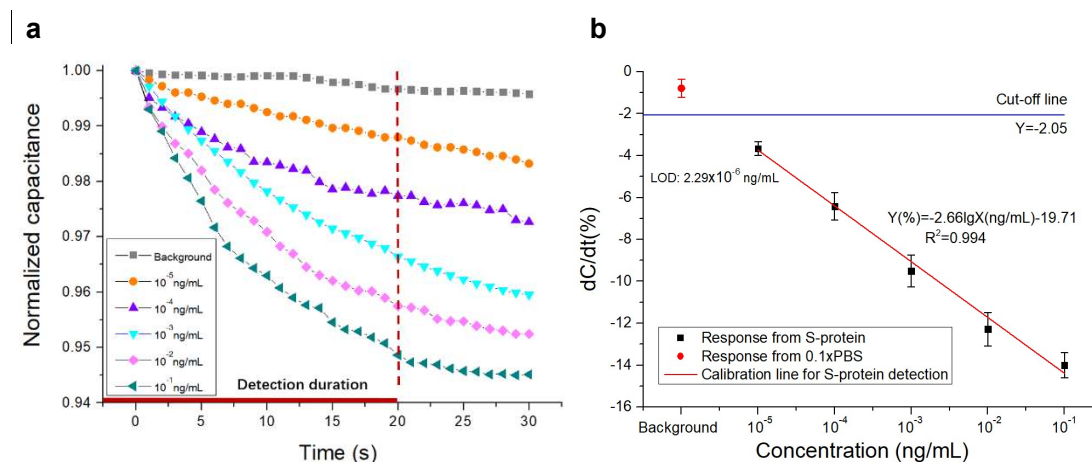 a
Normalized capacitance
1.00
0.99
0.98
0.97
0.96
0.95
0.94
Background
10⁻⁵ ng/mL
10⁻⁴ ng/mL
10⁻³ ng/mL
10⁻² ng/mL
10⁻¹ ng/mL
Detection duration
0 5 10 15 20 25 30
Time (s)
b
dC/dt(%)
0
-2
-4
-6
-8
-10
-12
-14
-16
Cut-off line
Y=-2.05
LOD: 2.29x10⁻⁶ ng/mL
Y(%)=-2.66lgX(ng/mL)-19.71
R²=0.994
Response from S-protein
Response from 0.1xPBS
Calibration line for S-protein detection
Background 10⁻⁵ 10⁻⁴ 10⁻³ 10⁻² 10⁻¹
Concentration (ng/mL)